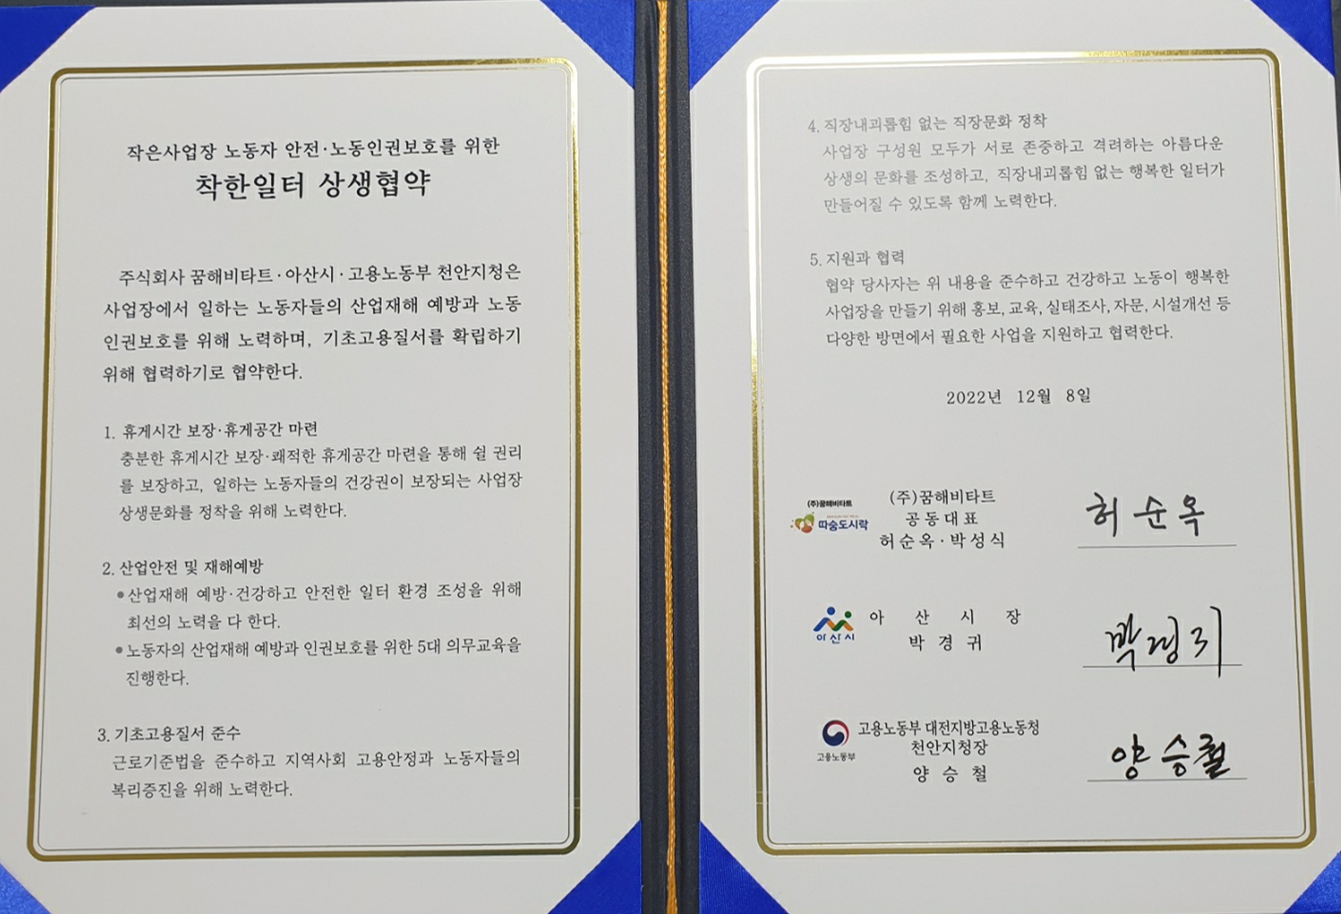 작은사업장 노동자 안전·노동인권보호를 위한
착한일터 상생협약
주식회사 꿈해비타트·아산시·고용노동부 천안지청은
사업장에서 일하는 노동자들의 산업재해 예방과 노동
인권보호를 위해 노력하며, 기초고용질서를 확립하기
위해 협력하기로 협약한다.
1. 휴게시간 보장·휴게공간 마련
충분한 휴게시간 보장·쾌적한 휴게공간 마련을 통해 쉴 권리
를 보장하고, 일하는 노동자들의 건강권이 보장되는 사업장
상생문화를 정착을 위해 노력한다.
2. 산업안전 및 재해예방
●산업재해 예방·건강하고 안전한 일터 환경 조성을 위해
최선의 노력을 다 한다.
●노동자의 산업재해 예방과 인권보호를 위한 5대 의무교육을
진행한다.
3. 기초고용질서 준수
근로기준법을 준수하고 지역사회 고용안정과 노동자들의
복리증진을 위해 노력한다.
4. 직장내괴롭힘 없는 직장문화 정착
사업장 구성원 모두가 서로 존중하고 격려하는 아름다운
상생의 문화를 조성하고, 직장내괴롭힘 없는 행복한 일터가
만들어질 수 있도록 함께 노력한다.
5. 지원과 협력
협약 당사자는 위 내용을 준수하고 건강하고 노동이 행복한
사업장을 만들기 위해 홍보, 교육, 실태조사, 자문, 시설개선 등
다양한 방면에서 필요한 사업을 지원하고 협력한다.
2022년 12월 8일
(주)꿈해비타트
따숨도시락
(주)꿈해비타트
공동대표
허순옥·박성식
허순옥
아산시
아 산 시 장
박 경 귀
박경귀
고용노동부
고용노동부 대전지방고용노동청
천안지청장
양 승 철
양승철